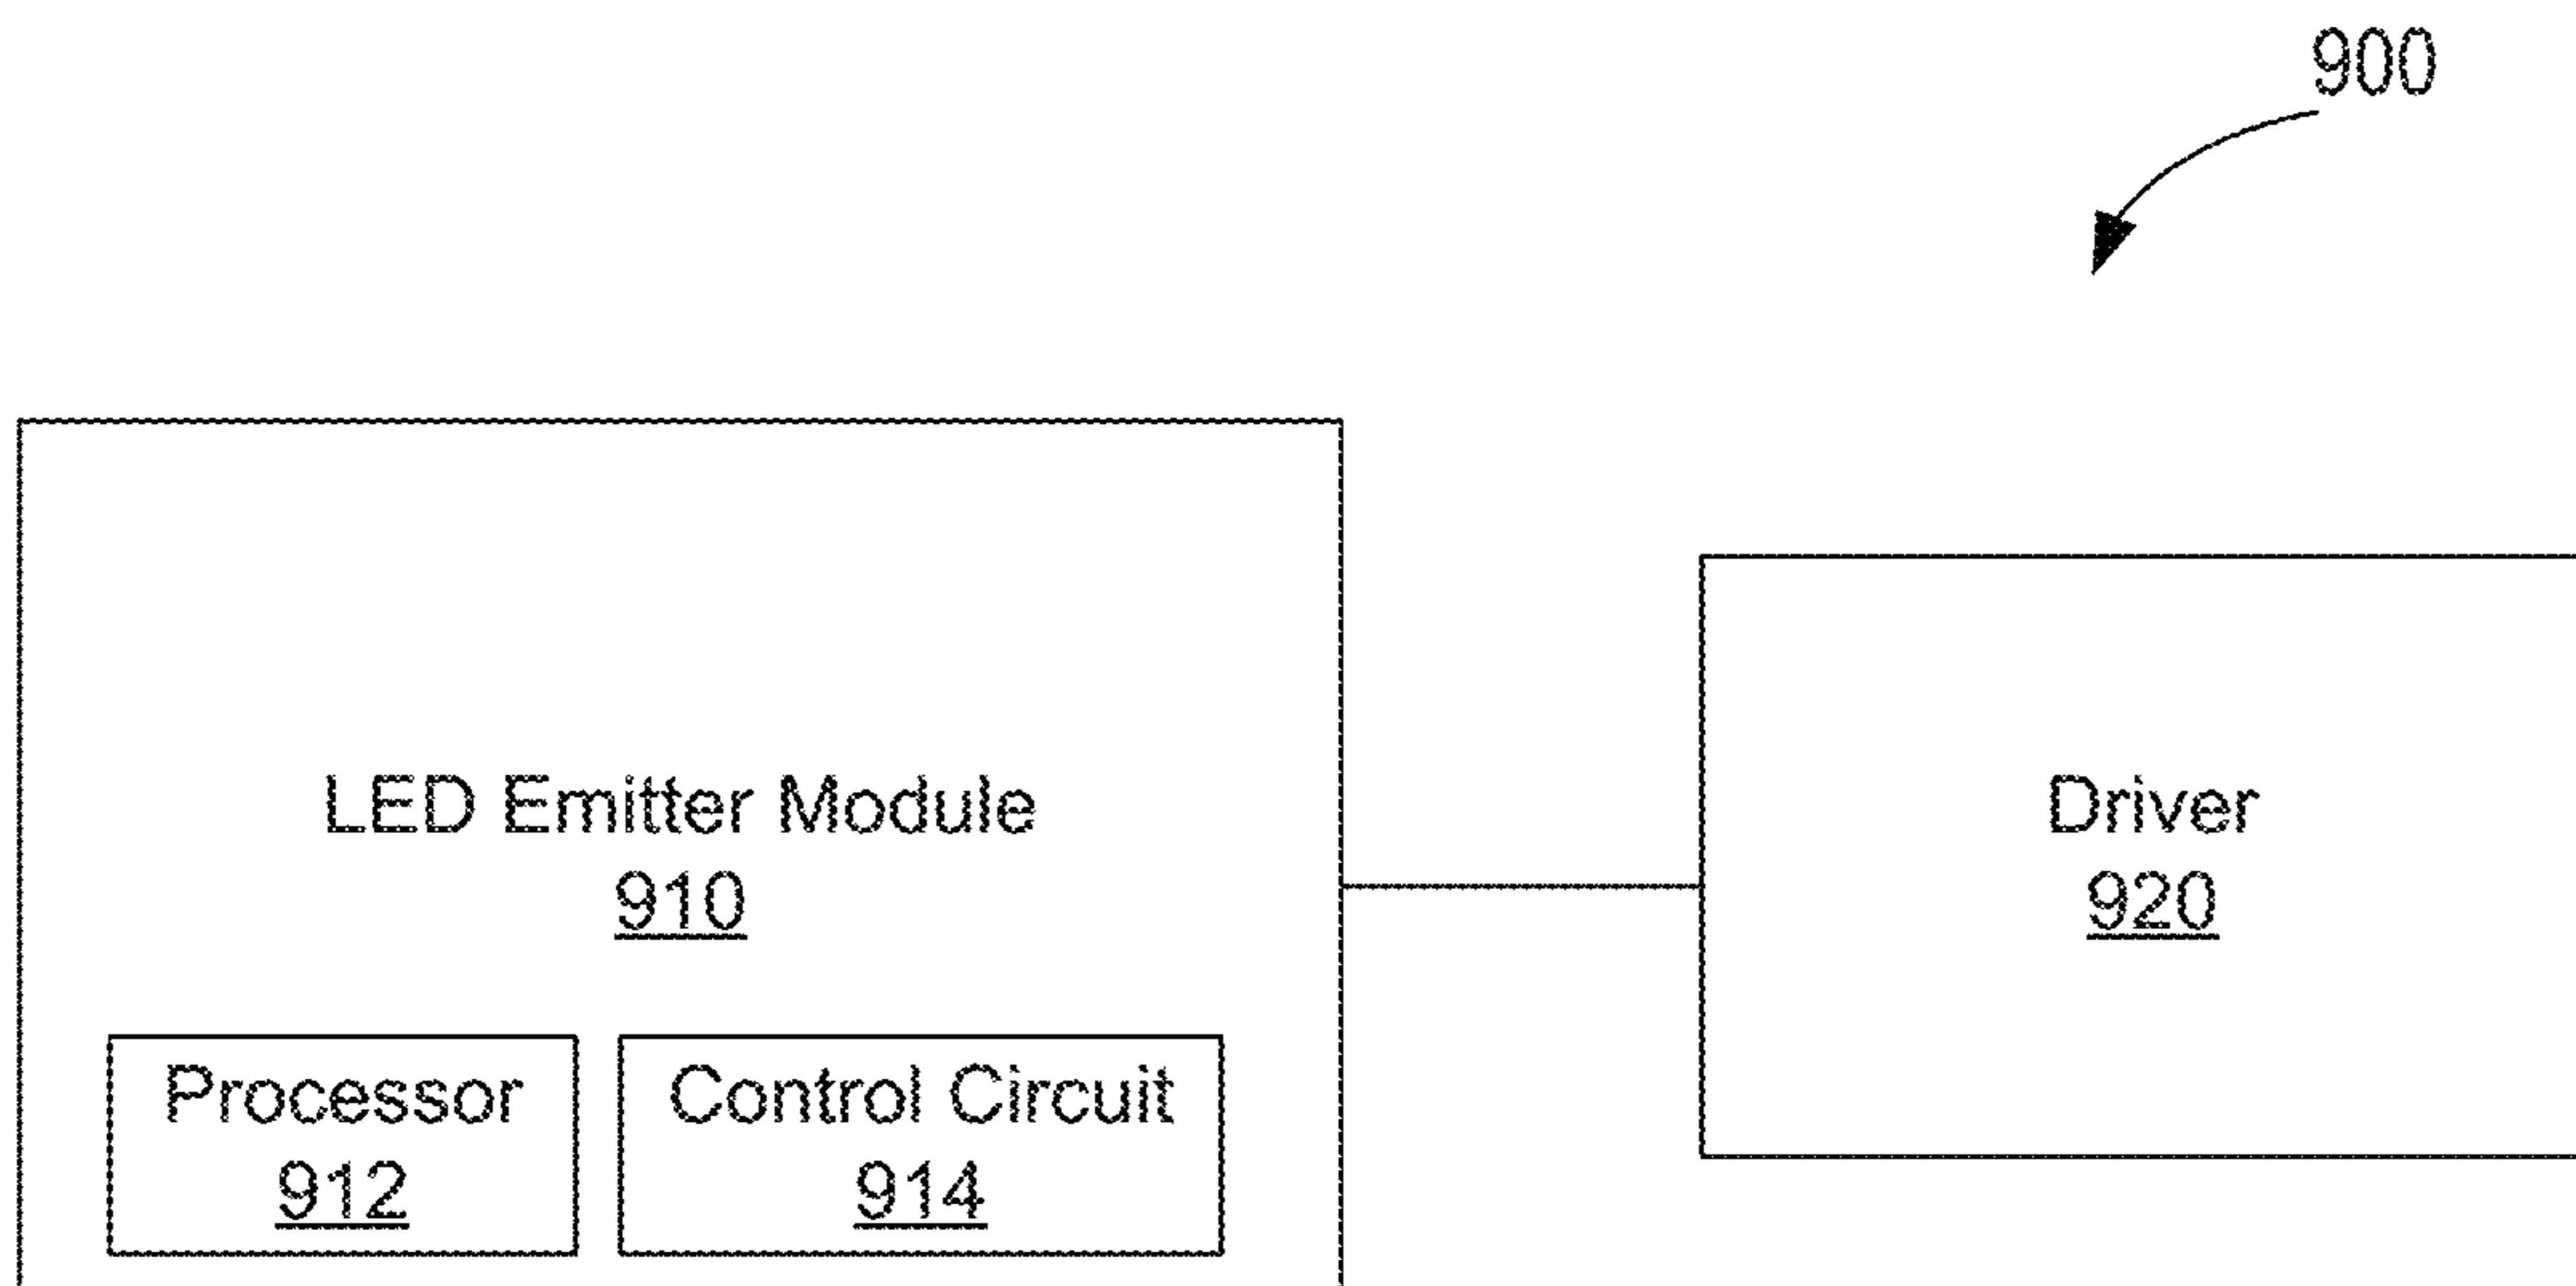 900
LED Emitter Module
910
Driver
920
Processor
912
Control Circuit
914